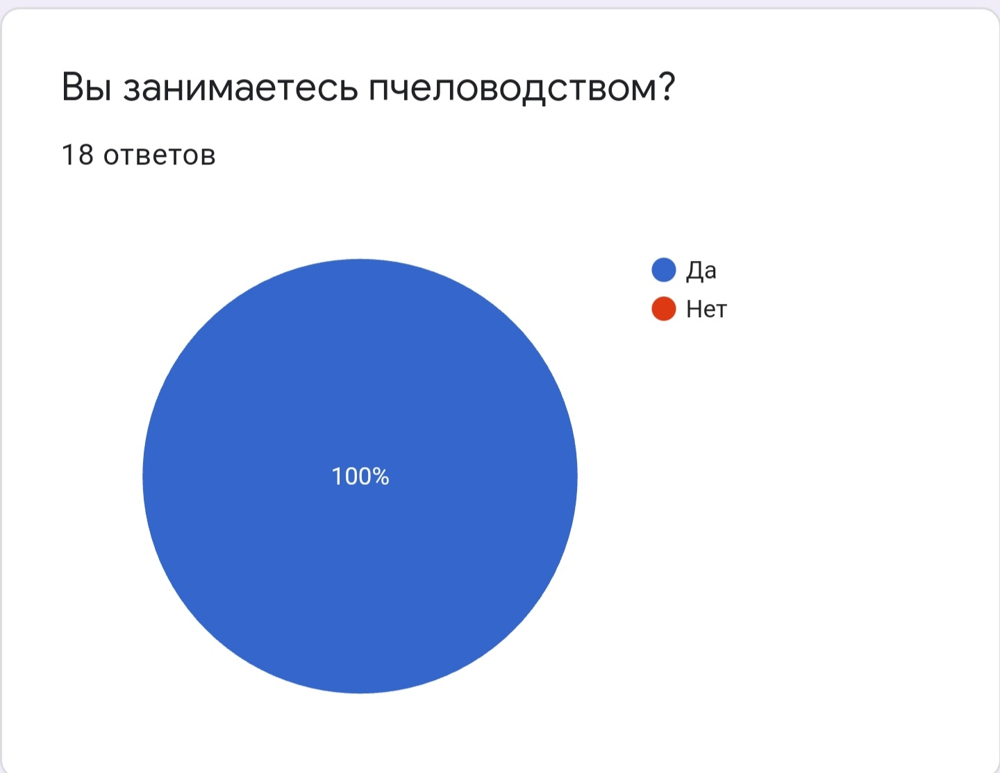 Вы занимаетесь пчеловодством?
18 ответов
Да
Нет
100%